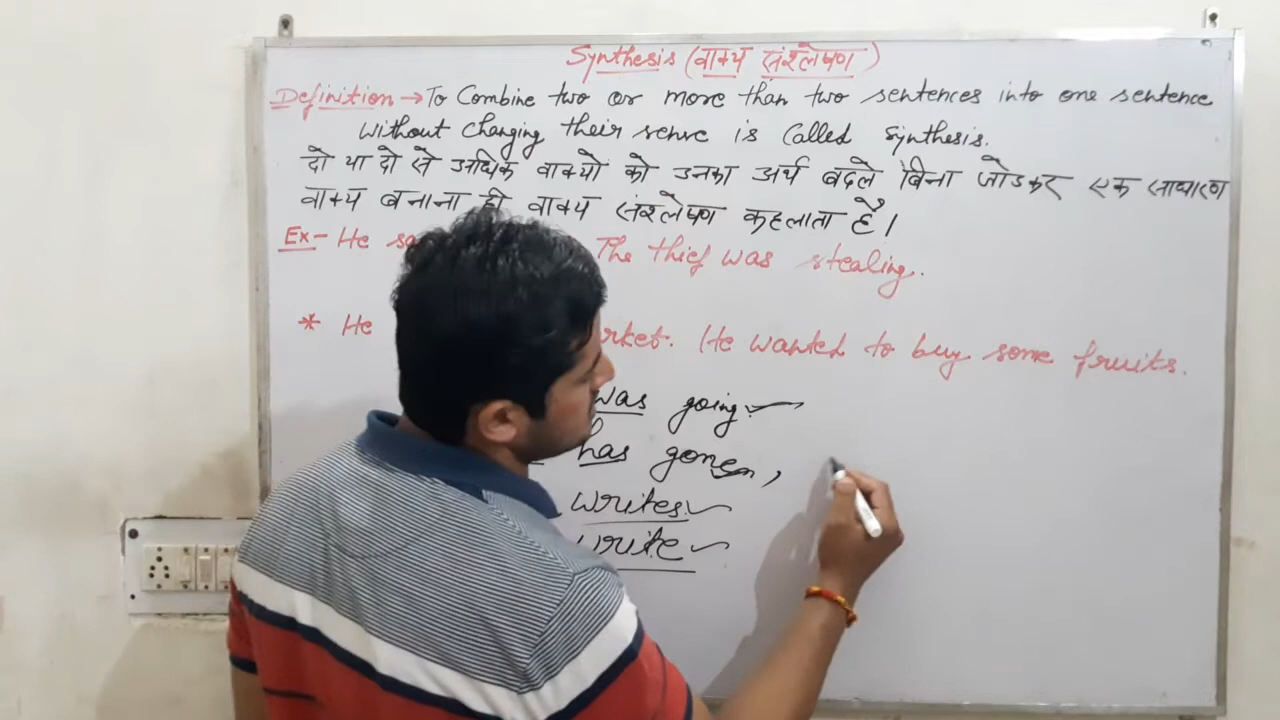 Synthesis (वाक्य संश्लेषण)
Definition → To Combine two or more than two sentences into one sentence
without changing their sense is called synthesis.
दो या दो से अधिक वाक्यों को उनका अर्थ बदले बिना जोडकर एक साधारण
वाक्य बनाना ही वाक्य संश्लेषण कहलाता है।
Ex- He The thief was stealing.
* He He wanted to buy some fruits.
was going
has gone
writes
write